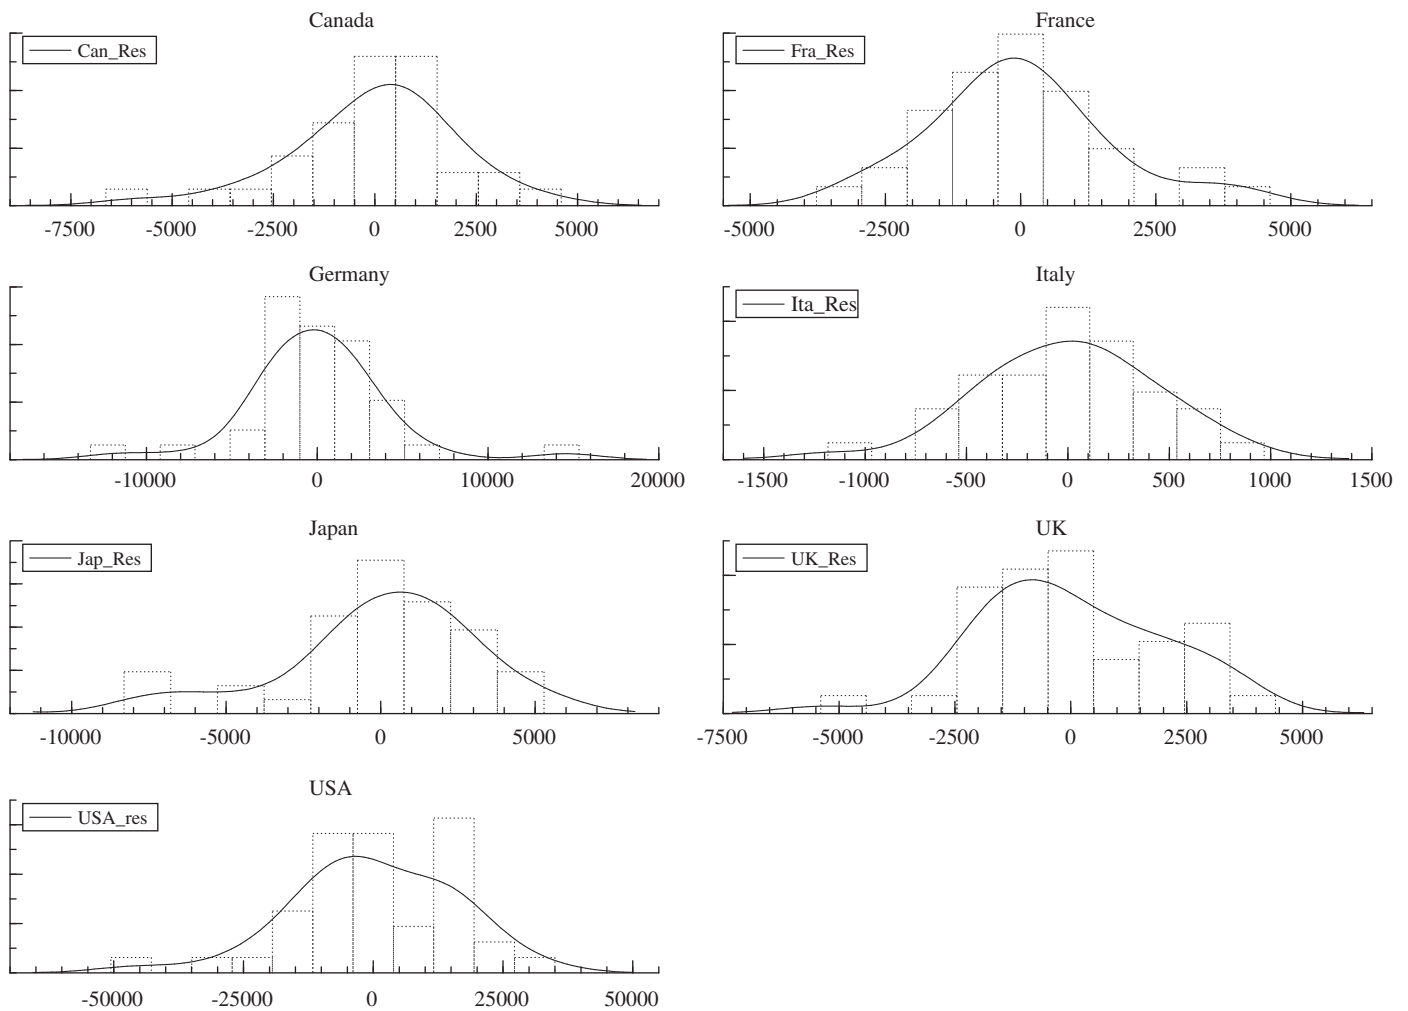 Canada
Can_Res
-7500 -5000 -2500 0 2500 5000
France
Fra_Res
-5000 -2500 0 2500 5000
Germany
-10000 0 10000 20000
Italy
Ita_Res
-1500 -1000 -500 0 500 1000 1500
Japan
Jap_Res
-10000 -5000 0 5000
UK
UK_Res
-7500 -5000 -2500 0 2500 5000
USA
USA_res
-50000 -25000 0 25000 50000